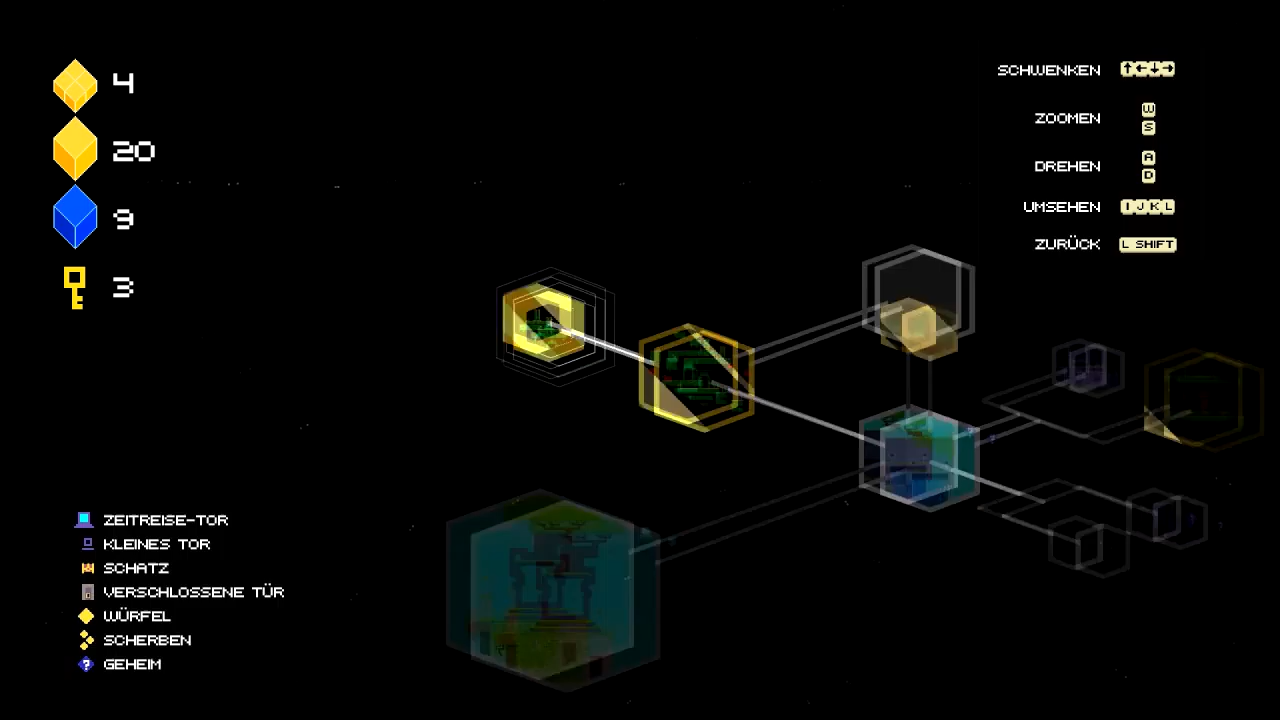 4
20
9
3
SCHWENKEN ↑←↓→
ZOOMEN W S
DREHEN A D
UMSEHEN I J K L
ZURÜCK L SHIFT
ZEITREISE-TOR
KLEINES TOR
SCHATZ
VERSCHLOSSENE TÜR
WÜRFEL
SCHERBEN
? GEHEIM